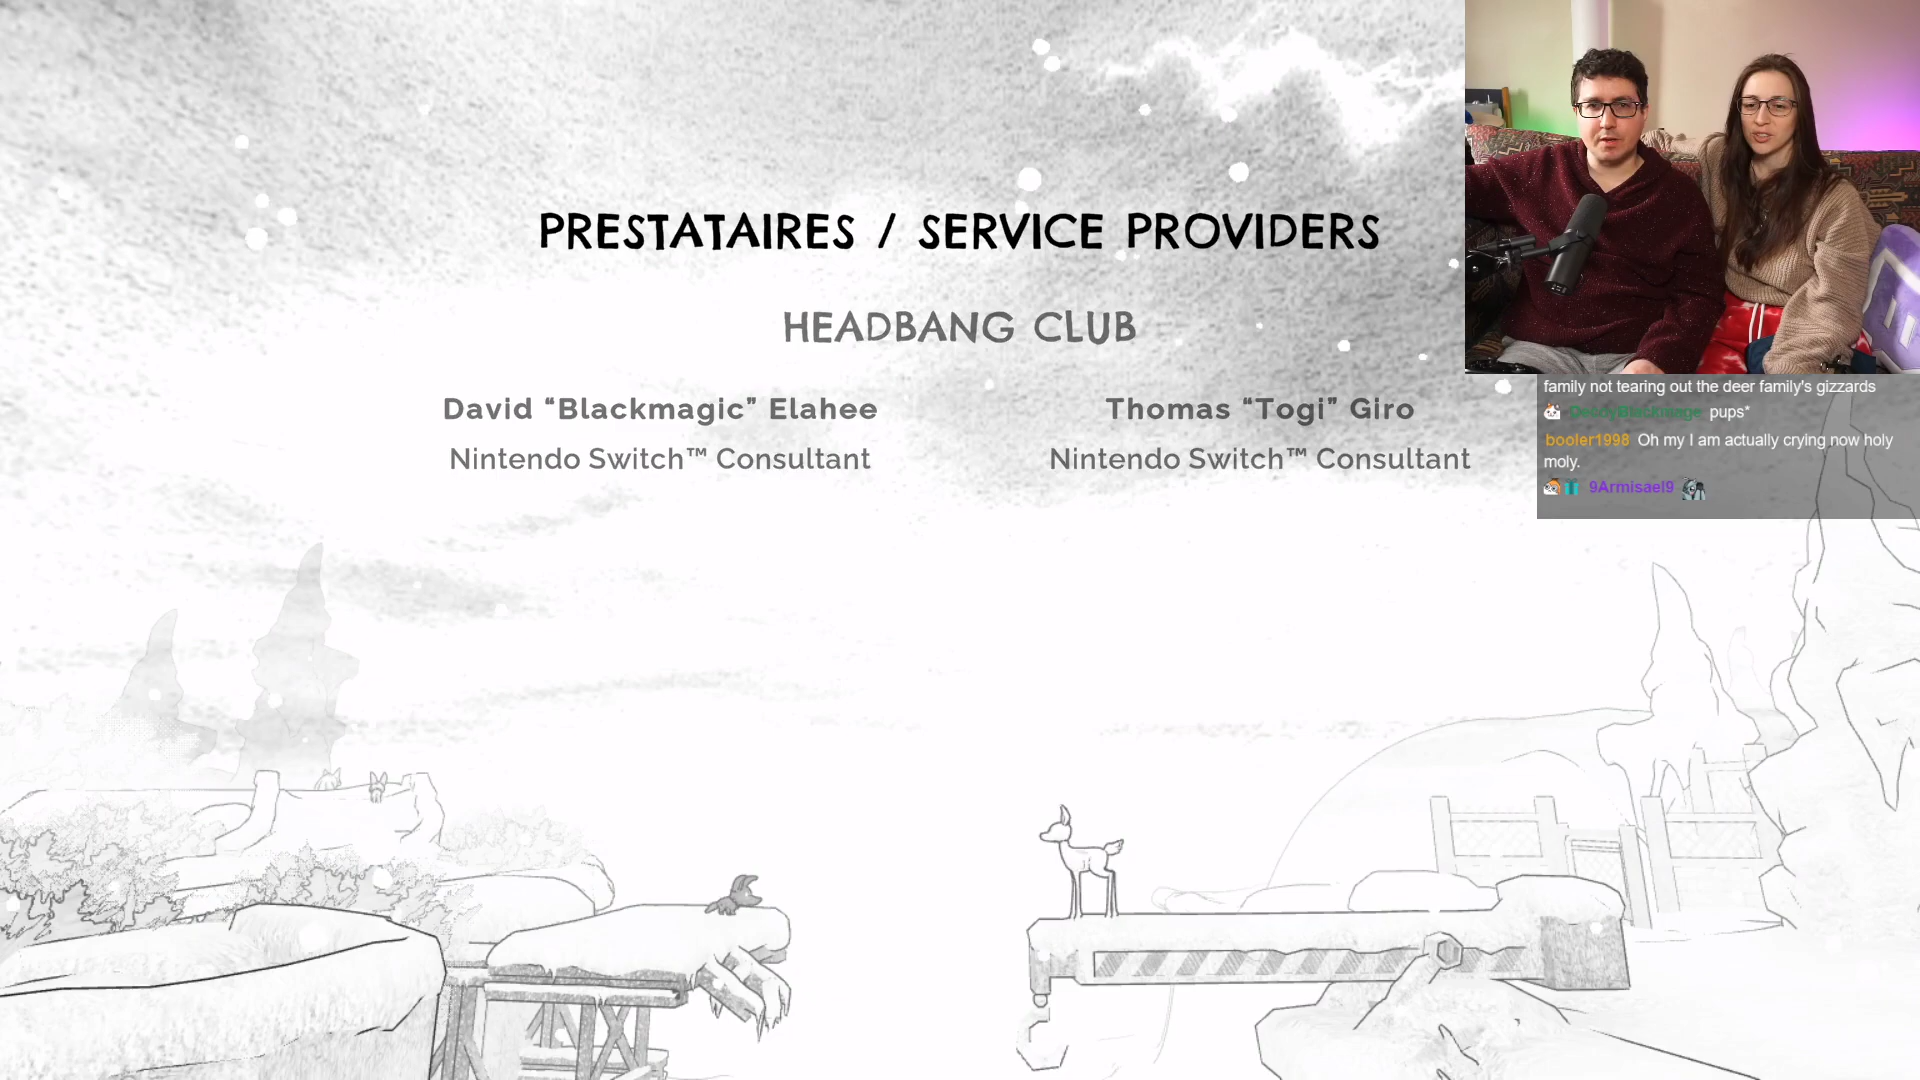 PRESTATAIRES / SERVICE PROVIDERS
HEADBANG CLUB
David “Blackmagic” Elahee
Nintendo Switch™ Consultant
Thomas “Togi” Giro
Nintendo Switch™ Consultant
family not tearing out the deer family's gizzards
DerbyBlackmage pups*
booler1998 Oh my I am actually crying now holy
moly.
9Armisael9